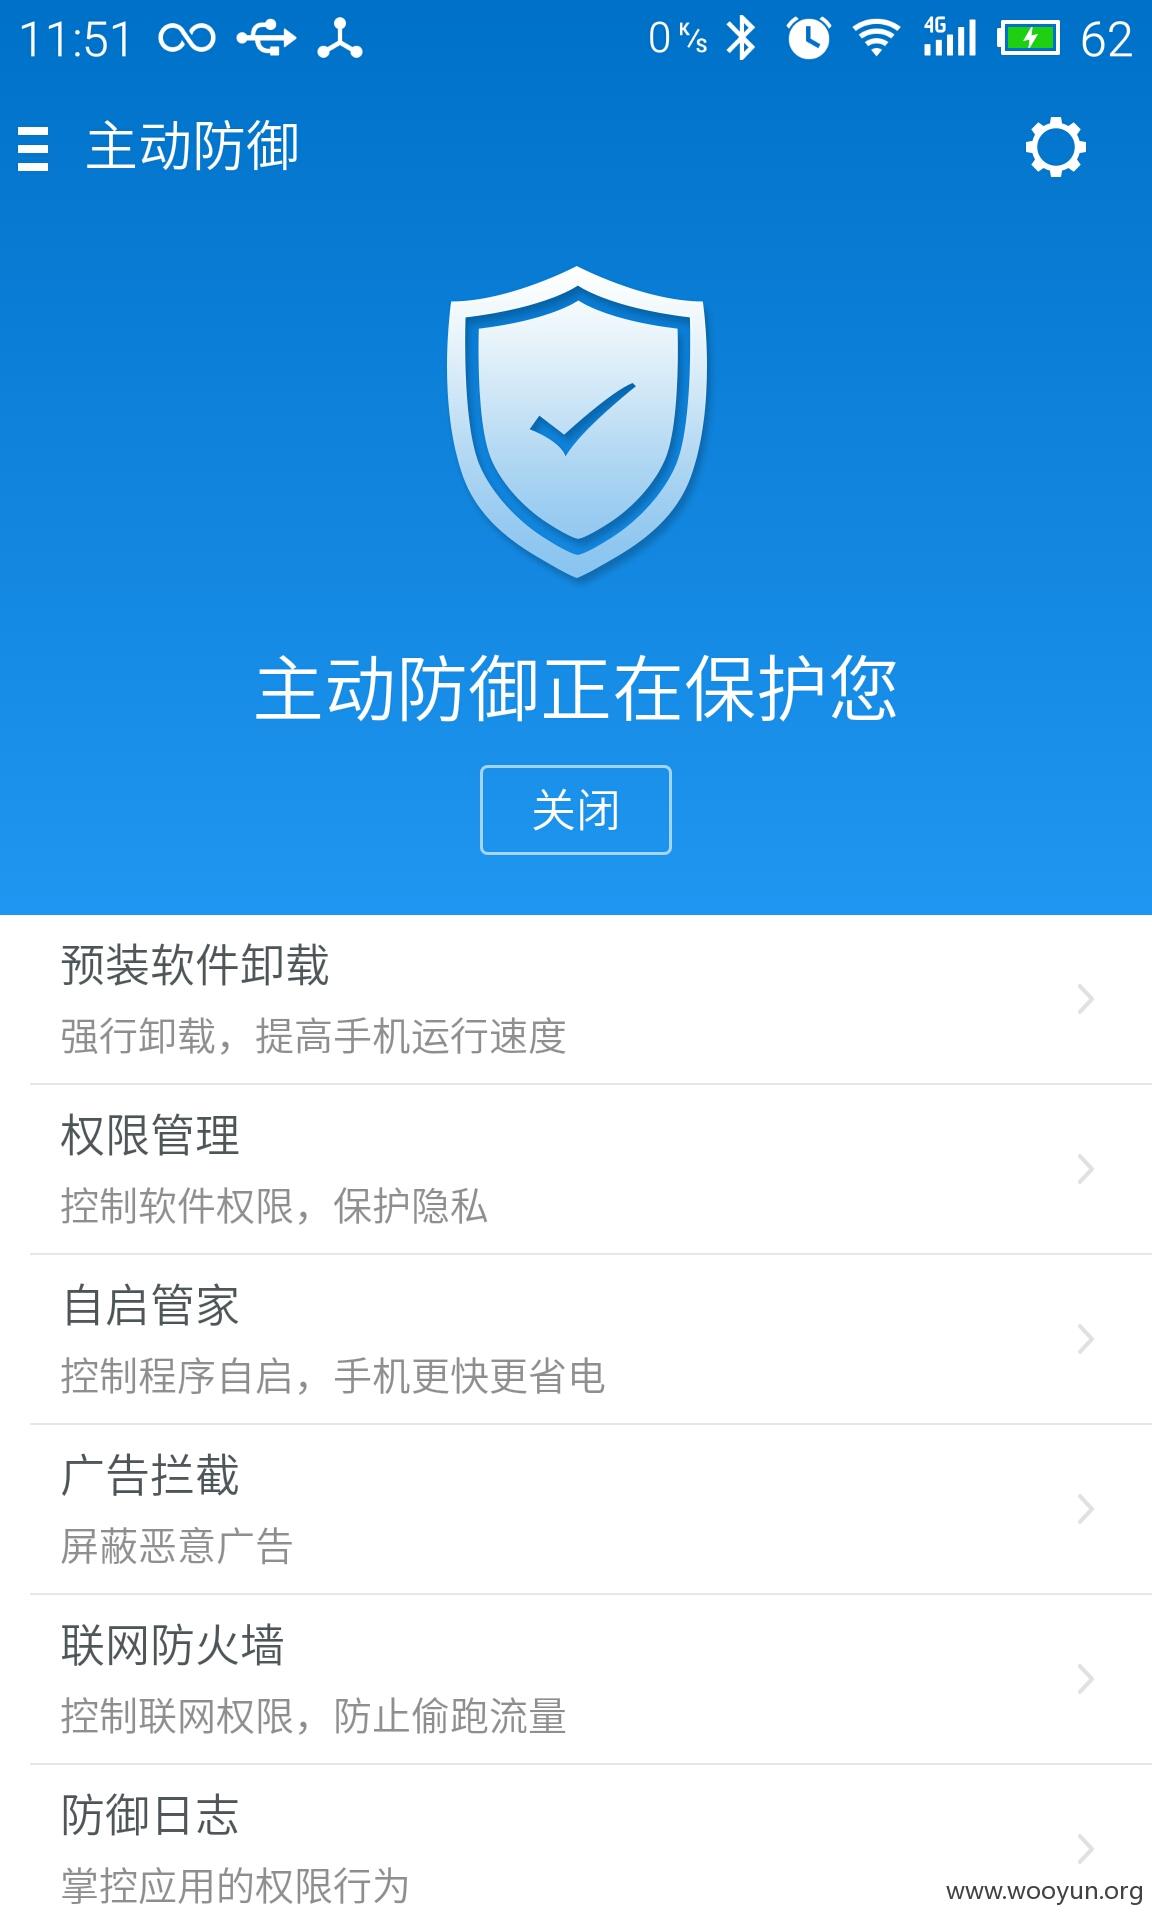 11:51 0 K/S 4G 62
主动防御
主动防御正在保护您
关闭
预装软件卸载
强行卸载，提高手机运行速度
权限管理
控制软件权限，保护隐私
自启管家
控制程序自启，手机更快更省电
广告拦截
屏蔽恶意广告
联网防火墙
控制联网权限，防止偷跑流量
防御日志
掌控应用的权限行为
www.wooyun.org